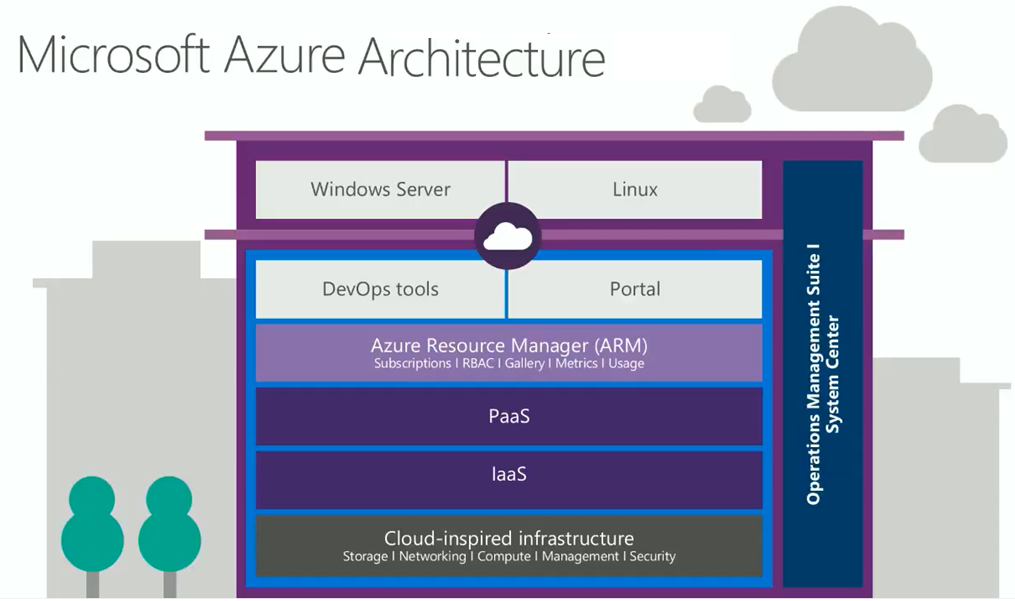 Microsoft Azure Architecture
Windows Server
Linux
DevOps tools
Portal
Azure Resource Manager (ARM)
Subscriptions I RBAC I Gallery I Metrics I Usage
PaaS
IaaS
Cloud-inspired infrastructure
Storage I Networking I Compute I Management I Security
Operations Management Suite I
System Center